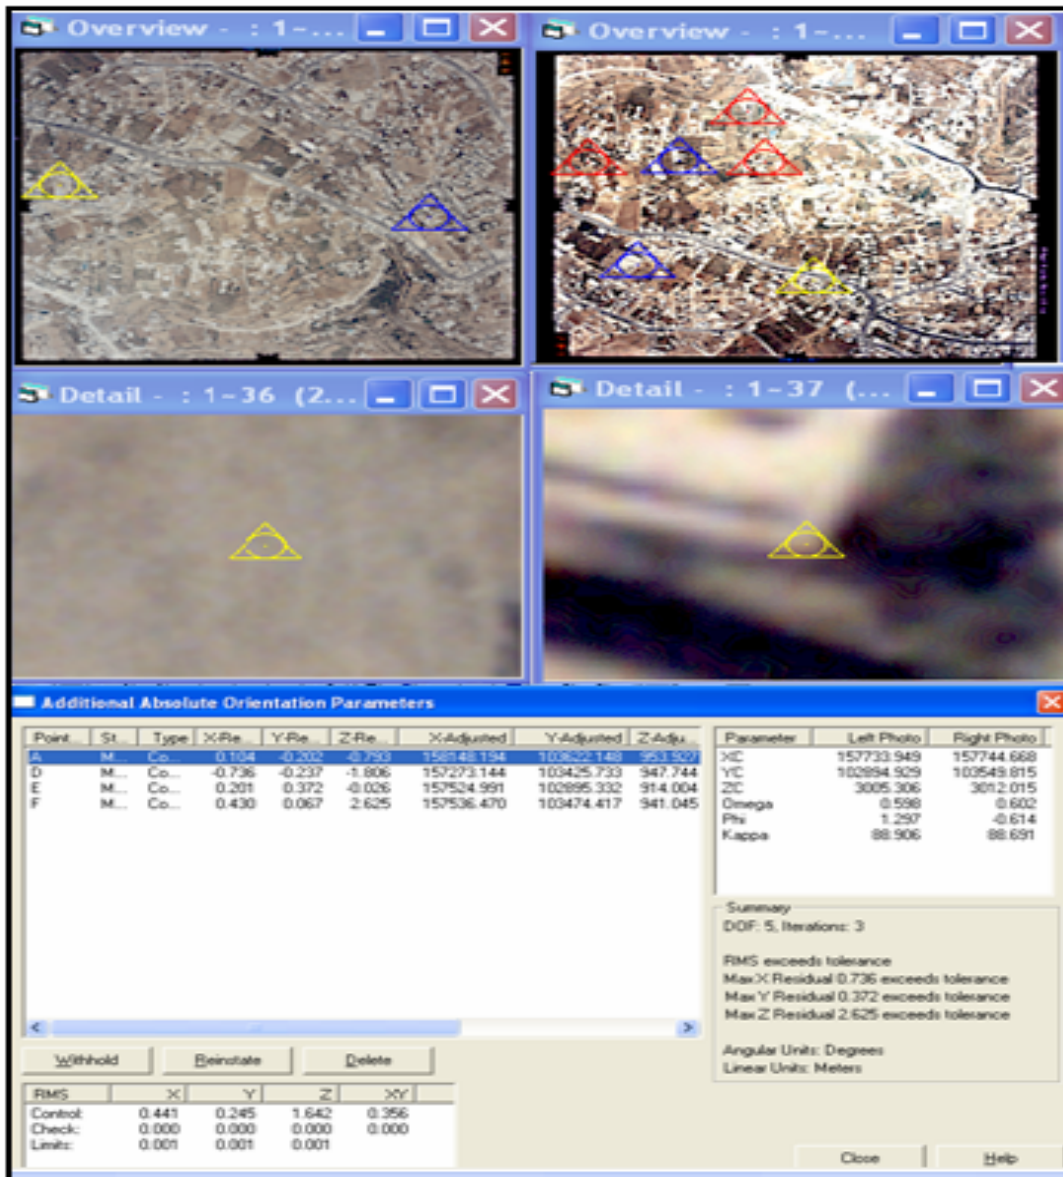 Overview - : 1~...
Overview - : 1~...
Detail - : 1~36 (2...
Detail - : 1~37 (...
Additional Absolute Orientation Parameters
Point... St... Type X-Re... Y-Re... Z-Re... X-Adjusted Y-Adjusted Z-Adju...
A M... Co... 0.104 -0.202 -0.793 158148.194 103622.148 953.927
D M... Co... -0.736 -0.237 -1.806 157273.144 103425.733 947.744
E M... Co... 0.201 0.372 -0.026 157524.991 102895.332 914.004
F M... Co... 0.430 0.067 2.625 157536.470 103474.417 941.045
Parameter Left Photo Right Photo
XC 157733.949 157744.668
YC 102894.929 103549.815
ZC 3005.306 3012.015
Omega 0.598 0.602
Phi 1.297 -0.614
Kappa 88.906 88.691
Summary
DOF: 5, Iterations: 3
RMS exceeds tolerance
Max X Residual 0.736 exceeds tolerance
Max Y Residual 0.372 exceeds tolerance
Max Z Residual 2.625 exceeds tolerance
Angular Units: Degrees
Linear Units: Meters
Withhold Reinstate Delete
RMS X Y Z XY
Control: 0.441 0.245 1.642 0.356
Check: 0.000 0.000 0.000 0.000
Limits: 0.001 0.001 0.001
Close Help